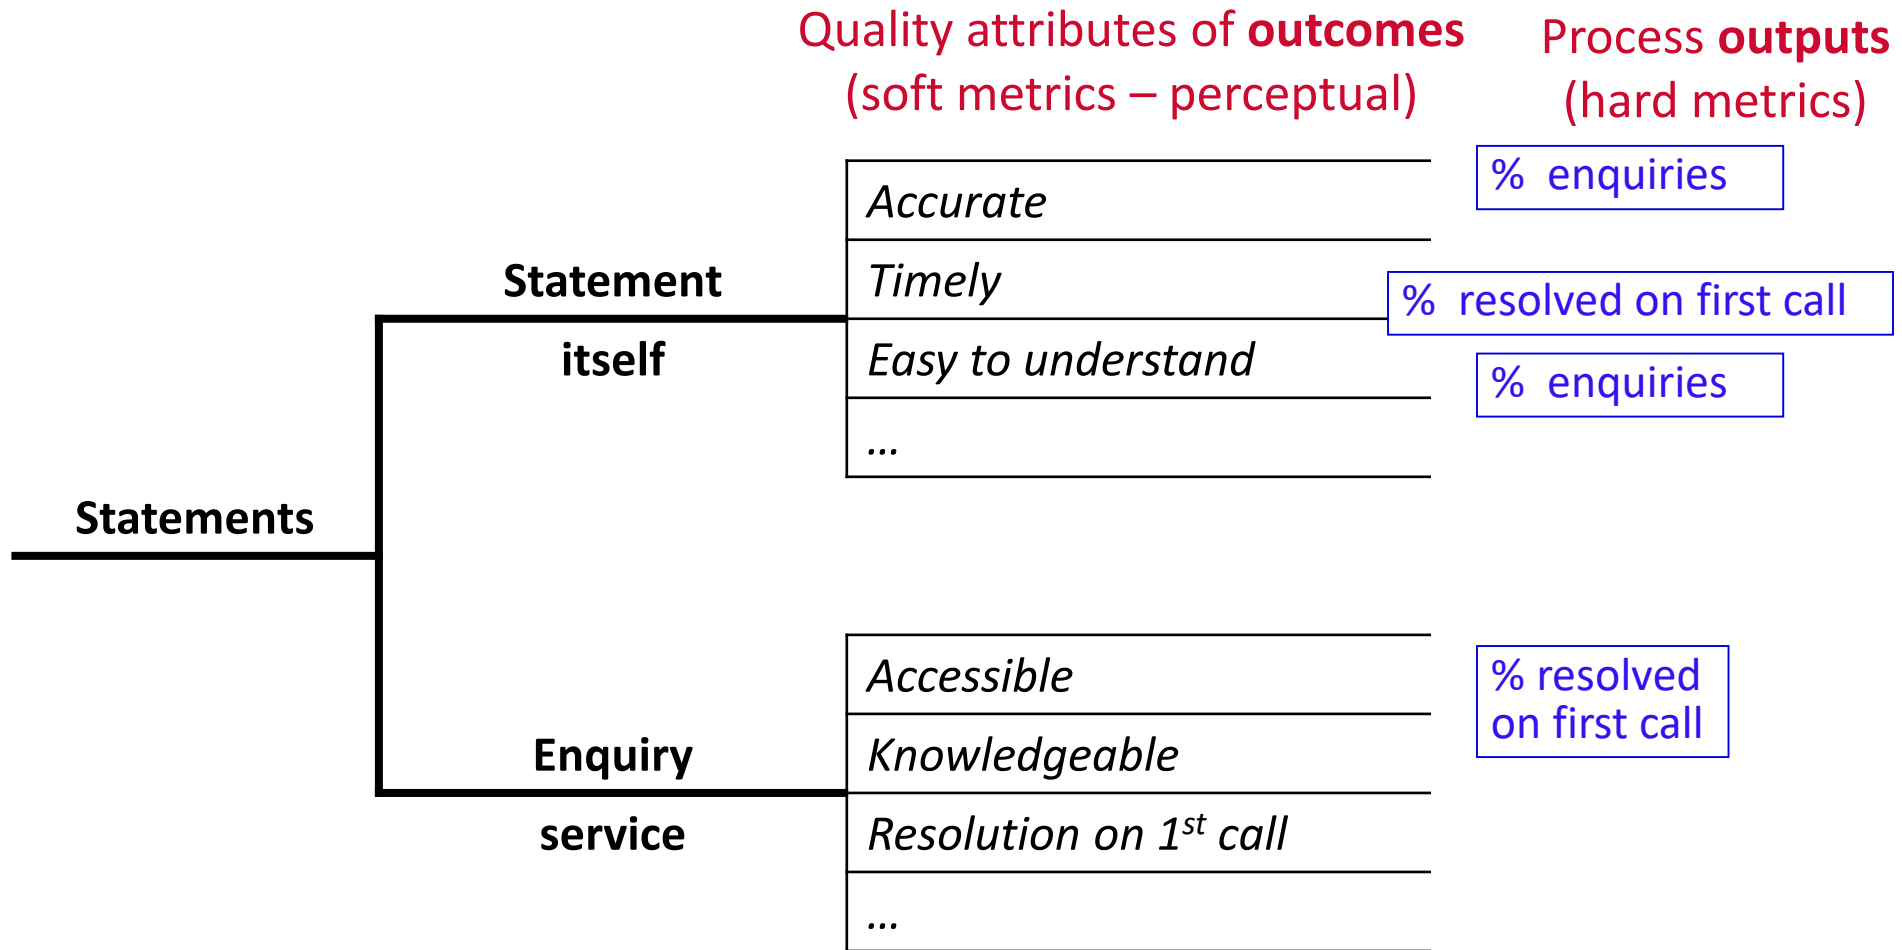 Quality attributes of outcomes
(soft metrics – perceptual)
Process outputs
(hard metrics)
Statements
Statement
itself
Accurate
Timely
Easy to understand
...
% enquiries
% resolved on first call
% enquiries
Enquiry
service
Accessible
Knowledgeable
Resolution on 1st call
...
% resolved
on first call